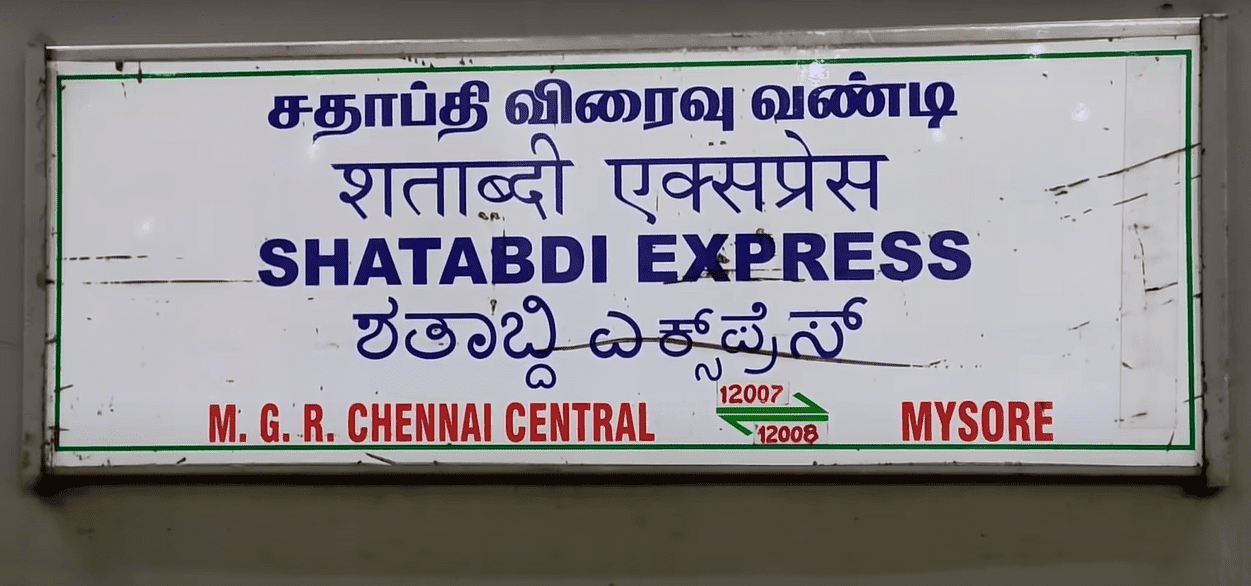 சதாப்தி விரைவு வண்டி
शताब्दी एक्सप्रेस
SHATABDI EXPRESS
ಶತಾಬ್ದಿ ಎಕ್ಸ್‌ಪ್ರೆಸ್
M. G. R. CHENNAI CENTRAL 12007 12008 MYSORE